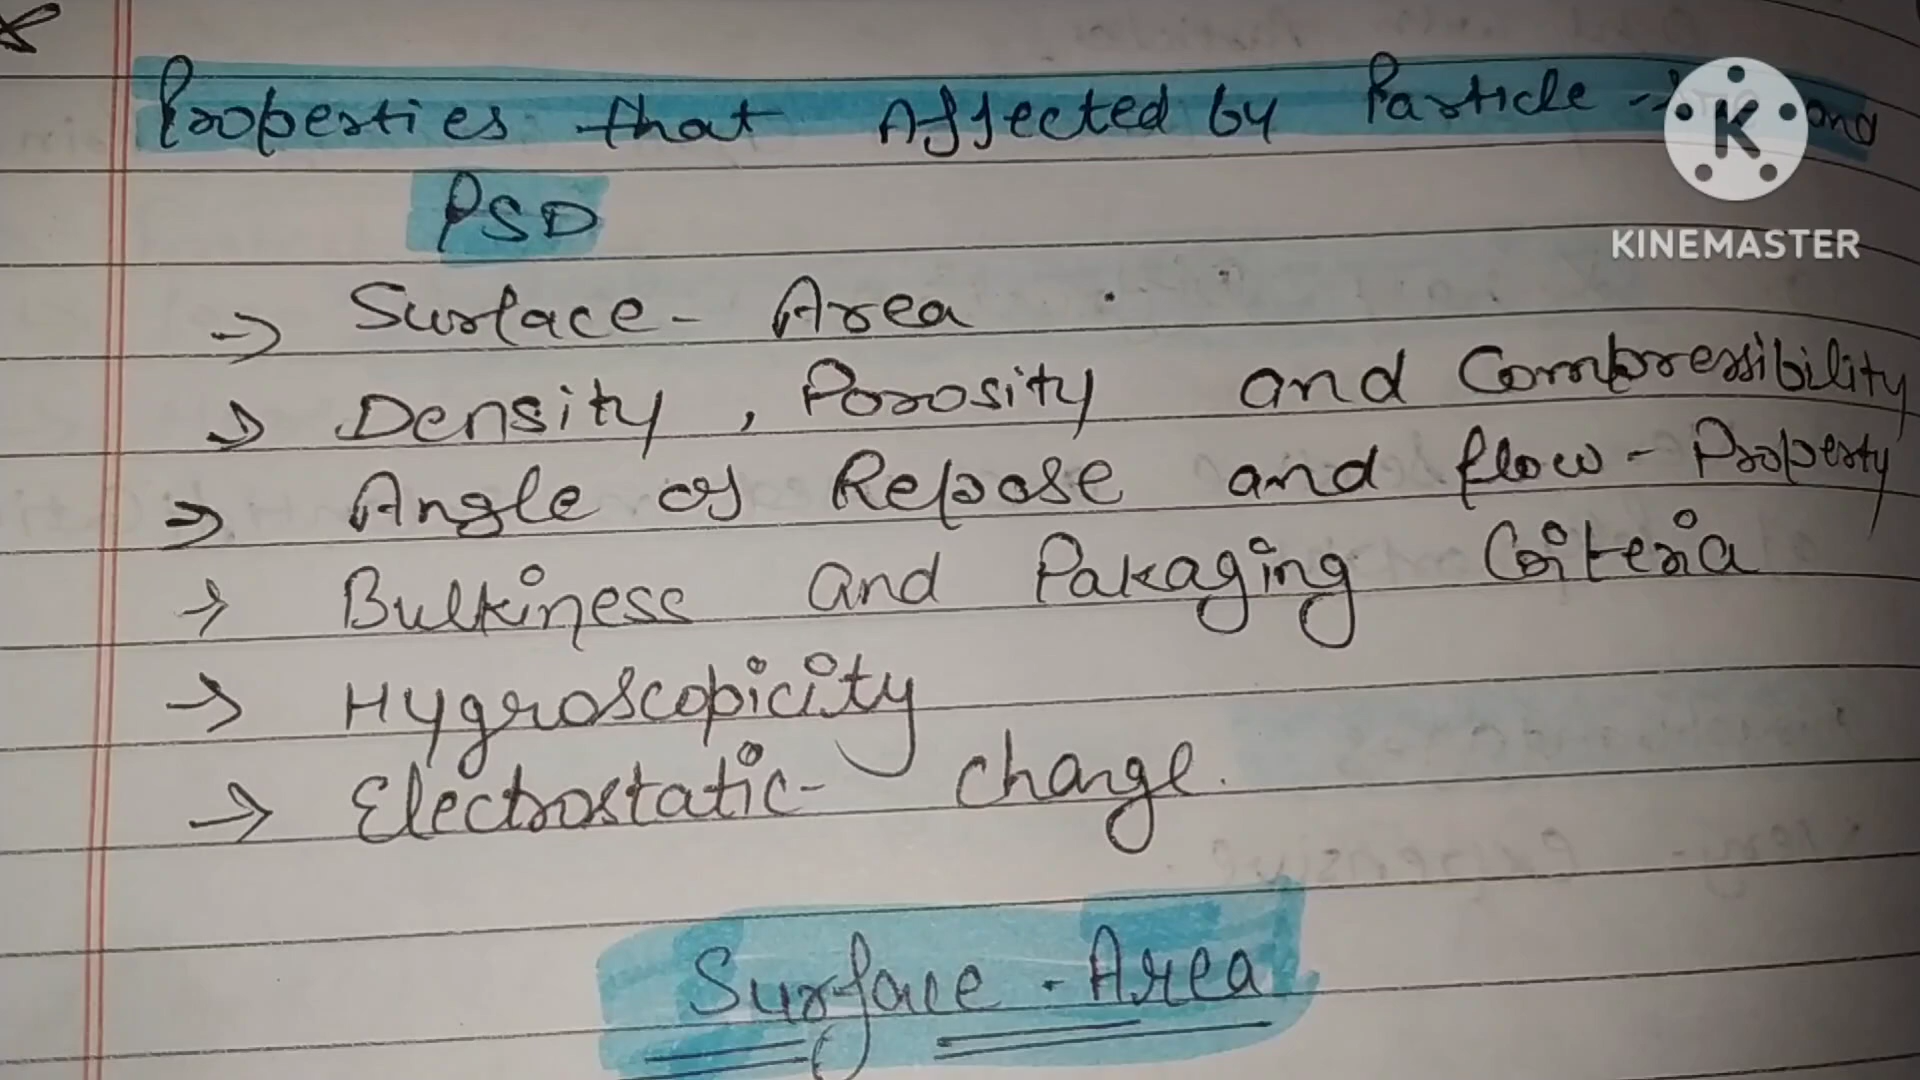 Properties that Affected by Particle - and
PSD
→ Surface - Area
→ Density, Porosity and Compressibility
→ Angle of Repose and flow - Property
→ Bulkiness and Pakaging Criteria
→ Hygroscopicity
→ Electrostatic - change.
Surface - Area
K
KINEMASTER